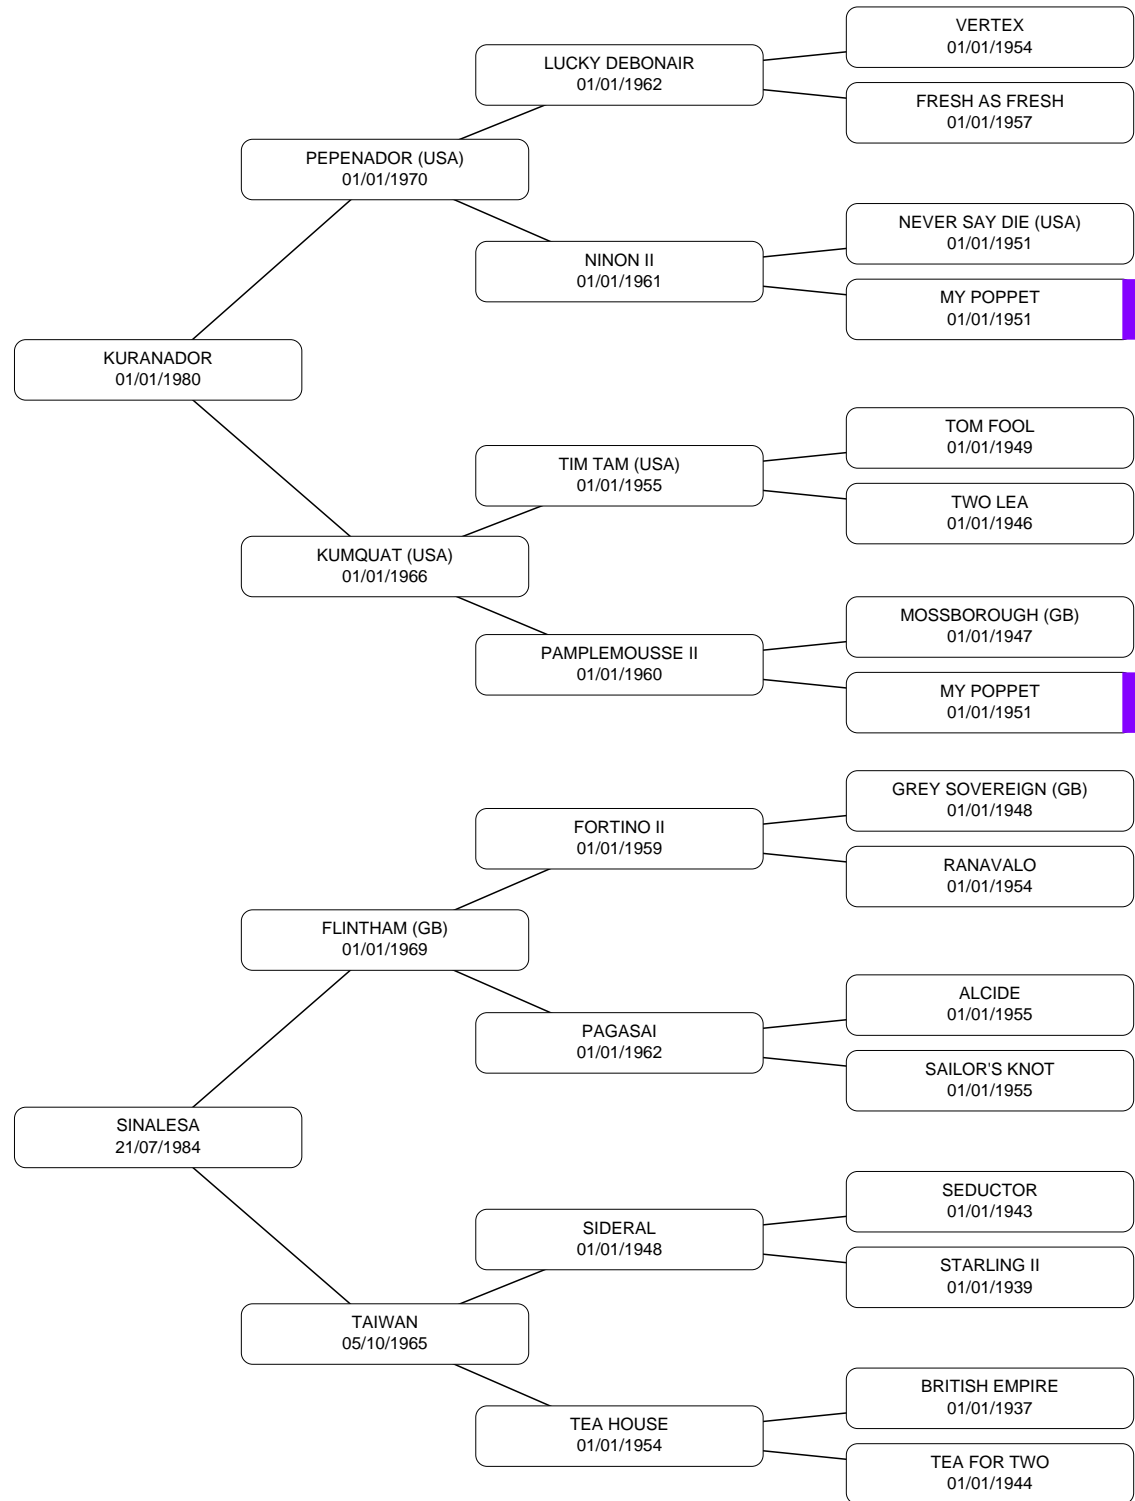 VERTEX
01/01/1954
LUCKY DEBONAIR
01/01/1962
FRESH AS FRESH
01/01/1957
PEPENADOR (USA)
01/01/1970
NEVER SAY DIE (USA)
01/01/1951
NINON II
01/01/1961
MY POPPET
01/01/1951
KURANADOR
01/01/1980
TOM FOOL
01/01/1949
TIM TAM (USA)
01/01/1955
TWO LEA
01/01/1946
KUMQUAT (USA)
01/01/1966
MOSSBOROUGH (GB)
01/01/1947
PAMPLEMOUSSE II
01/01/1960
MY POPPET
01/01/1951
GREY SOVEREIGN (GB)
01/01/1948
FORTINO II
01/01/1959
RANAVALO
01/01/1954
FLINTHAM (GB)
01/01/1969
ALCIDE
01/01/1955
PAGASAI
01/01/1962
SAILOR'S KNOT
01/01/1955
SINALESA
21/07/1984
SEDUCTOR
01/01/1943
SIDERAL
01/01/1948
STARLING II
01/01/1939
TAIWAN
05/10/1965
BRITISH EMPIRE
01/01/1937
TEA HOUSE
01/01/1954
TEA FOR TWO
01/01/1944